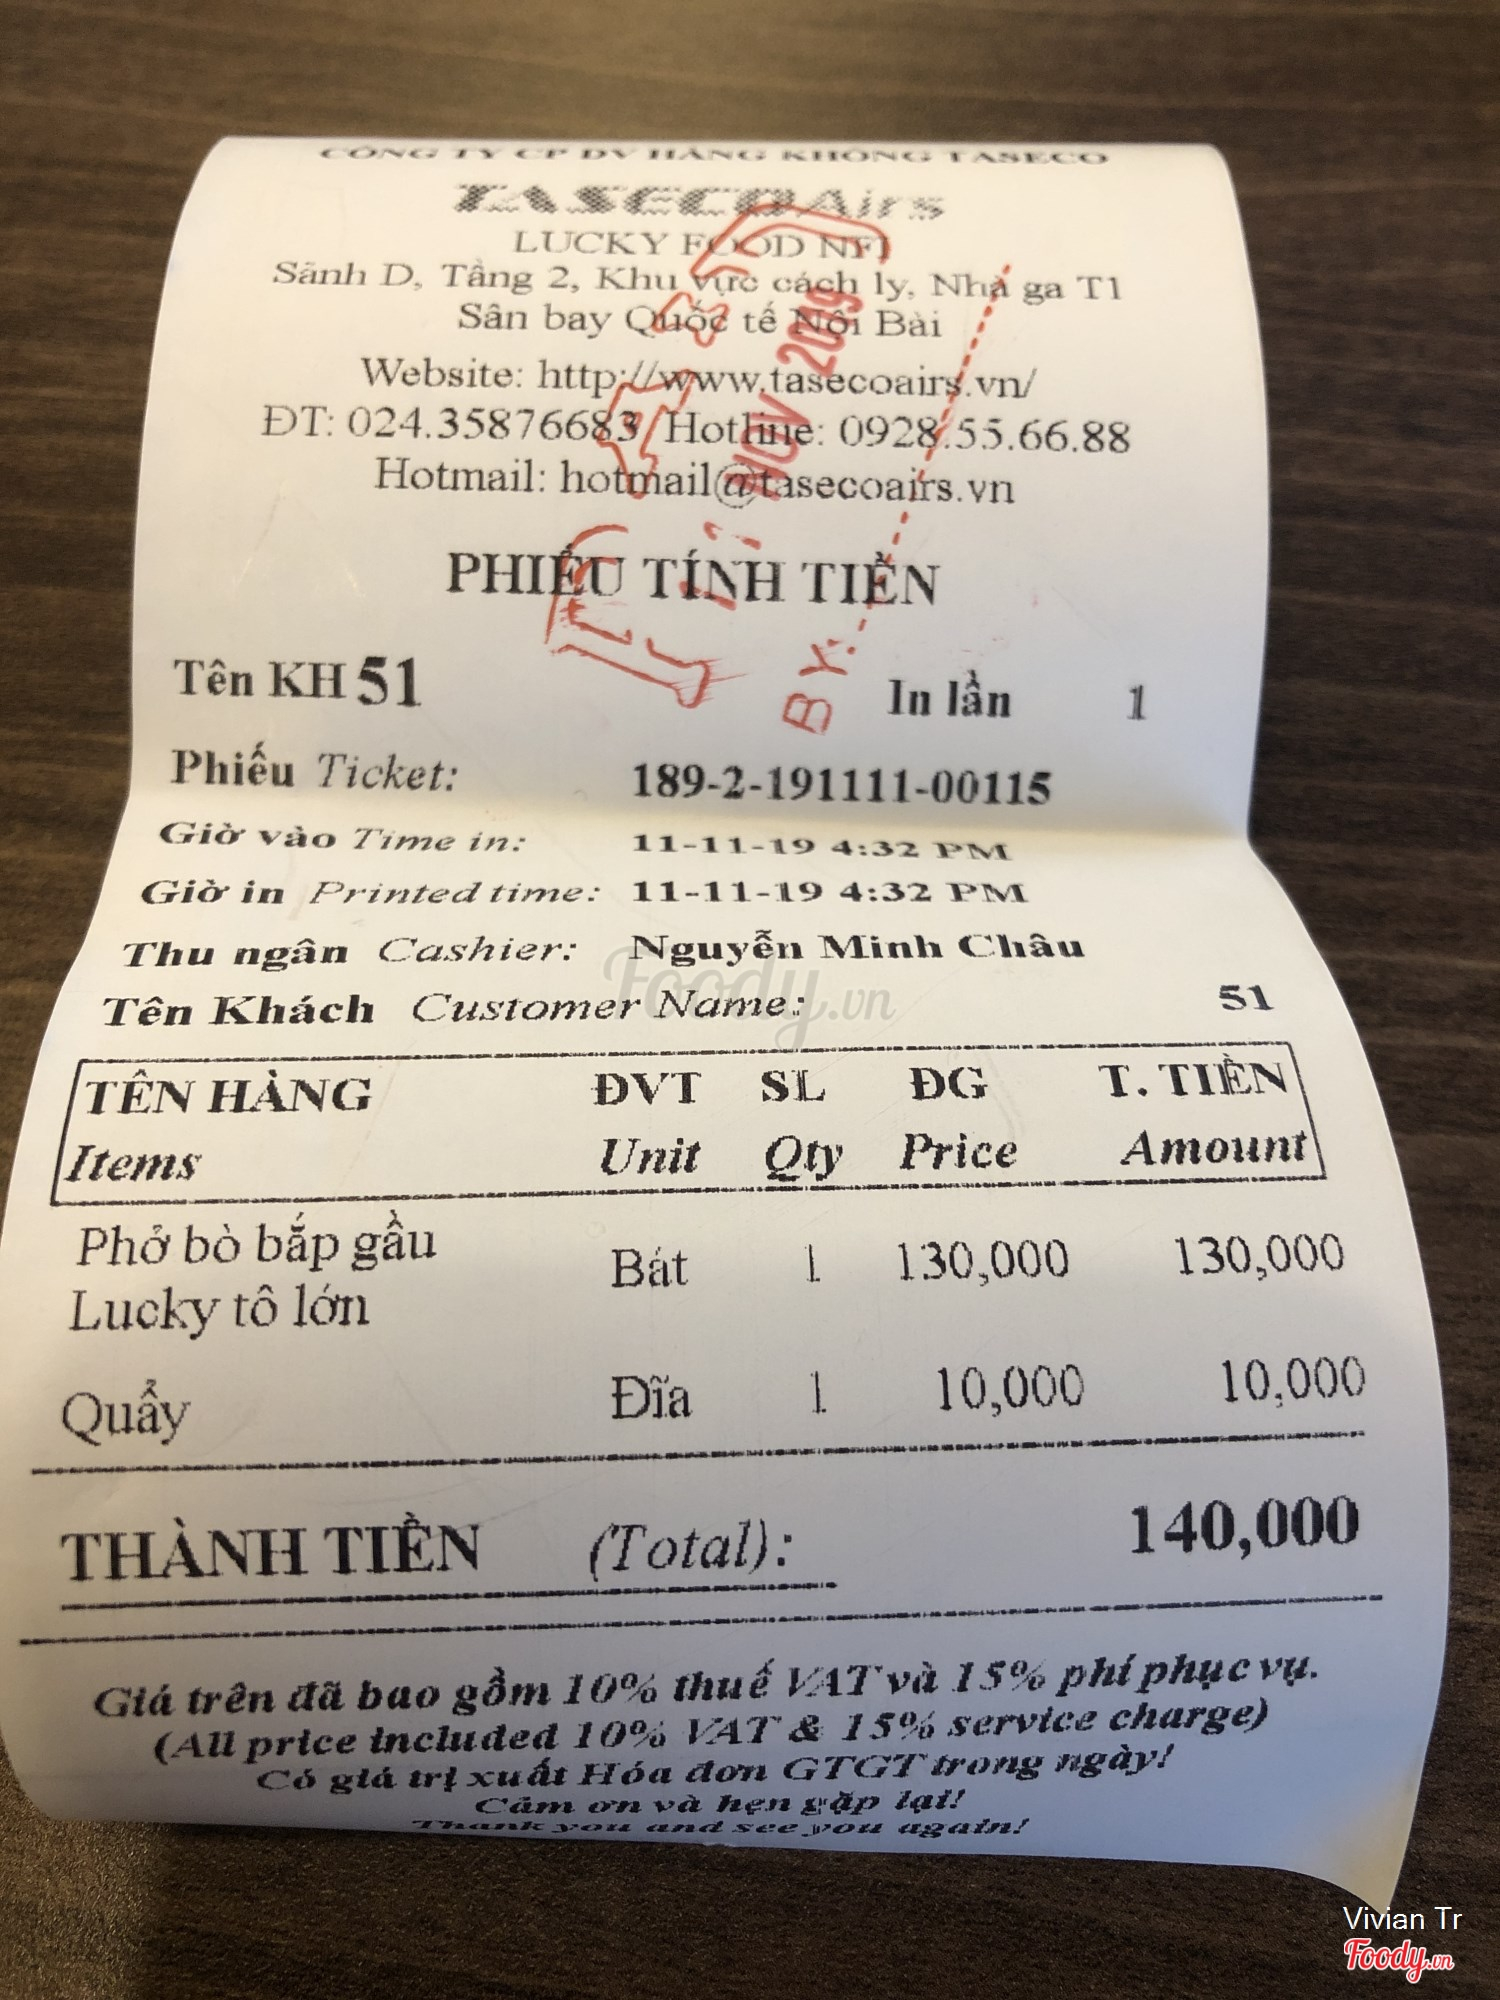 CÔNG TY CP DV HÀNG KHÔNG TASECO
TASECOAirs
LUCKY FOOD NFI
Sảnh D, Tầng 2, Khu vực cách ly, Nhà ga T1
Sân bay Quốc tế Nội Bài
Website: http://www.tasecoairs.vn/
ĐT: 024.35876683 Hotline: 0928.55.66.88
Hotmail: hotmail@tasecoairs.vn
NOV
BY.
PHIẾU TÍNH TIỀN
Tên KH 51 In lần 1
Phiếu Ticket: 189-2-191111-00115
Giờ vào Time in: 11-11-19 4:32 PM
Giờ in Printed time: 11-11-19 4:32 PM
Thu ngân Cashier: Nguyễn Minh Châu
Tên Khách Customer Name: 51
Foody.vn
TÊN HÀNG ĐVT SL ĐG T. TIỀN
Items Unit Qty Price Amount
Phở bò bắp gầu
Lucky tô lớn Bát 1 130,000 130,000
Quẩy Đĩa 1 10,000 10,000
THÀNH TIỀN (Total): 140,000
Giá trên đã bao gồm 10% thuế VAT và 15% phí phục vụ.
(All price included 10% VAT & 15% service charge)
Có giá trị xuất Hóa đơn GTGT trong ngày!
Cảm ơn và hẹn gặp lại!
Thank you and see you again!
Vivian Tr
Foody.vn